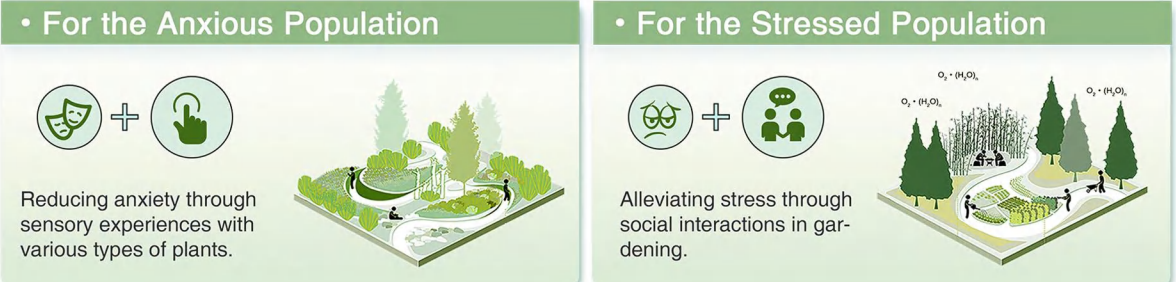 • For the Anxious Population
Reducing anxiety through
sensory experiences with
various types of plants.
• For the Stressed Population
O₂ • (H₂O)ₙ
O₂ • (H₂O)ₙ
O₂ • (H₂O)ₙ
Alleviating stress through
social interactions in gar-
dening.